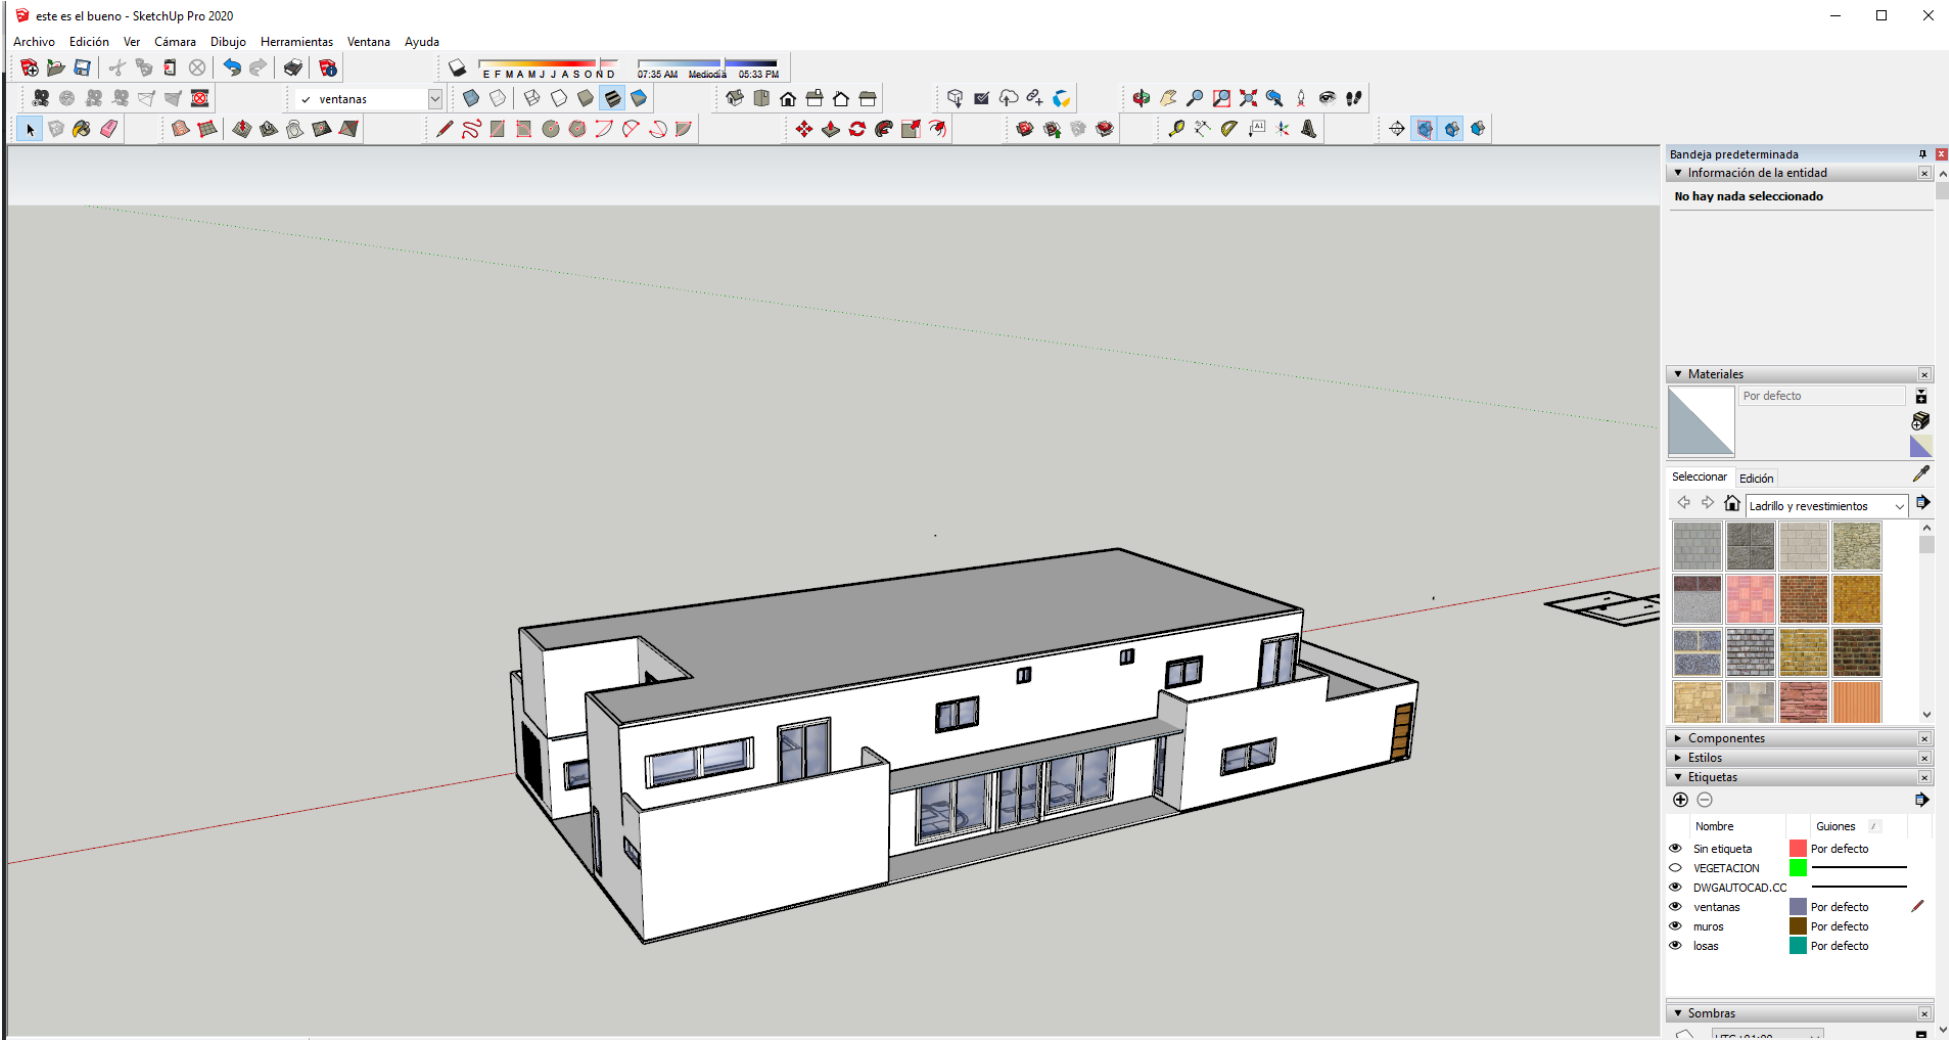 este es el bueno - SketchUp Pro 2020
Archivo Edición Ver Cámara Dibujo Herramientas Ventana Ayuda
E F M A M J J A S O N D 07:35 AM Mediodía 05:33 PM
ventanas
A1
Bandeja predeterminada
Información de la entidad
No hay nada seleccionado
Materiales
Por defecto
Seleccionar Edición
Ladrillo y revestimientos
Componentes
Estilos
Etiquetas
Nombre Guiones
Sin etiqueta Por defecto
VEGETACION
DWGAUTOCAD.CC
ventanas Por defecto
muros Por defecto
losas Por defecto
Sombras